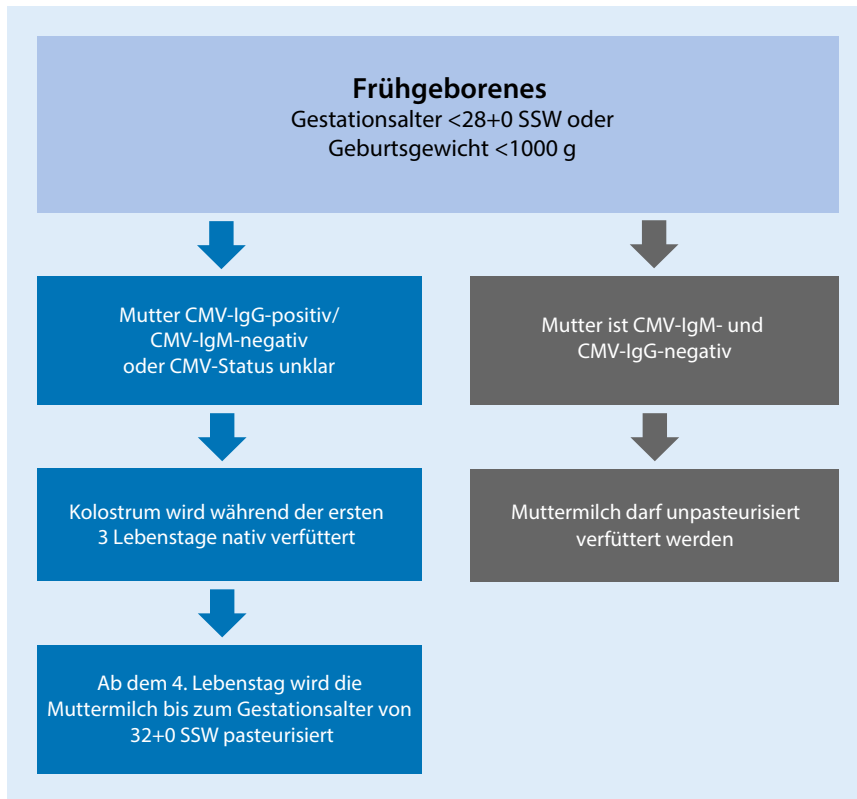 Frühgeborenes
Gestationsalter <28+0 SSW oder
Geburtsgewicht <1000 g
Mutter CMV-IgG-positiv/
CMV-IgM-negativ
oder CMV-Status unklar
Mutter ist CMV-IgM- und
CMV-IgG-negativ
Kolostrum wird während der ersten
3 Lebenstage nativ verfüttert
Muttermilch darf unpasteurisiert
verfüttert werden
Ab dem 4. Lebenstag wird die
Muttermilch bis zum Gestationsalter von
32+0 SSW pasteurisiert